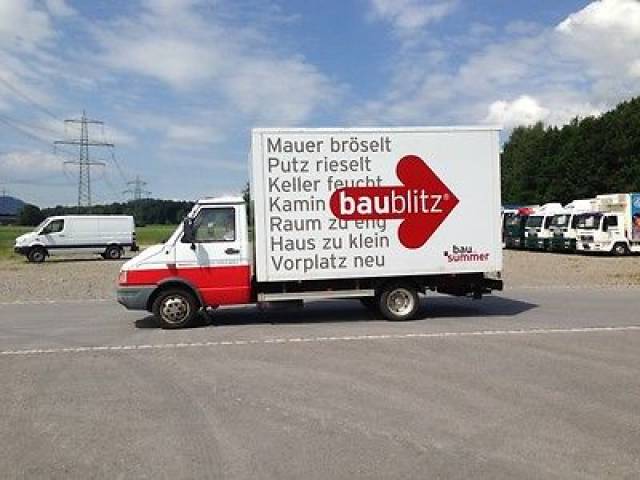 Mauer bröselt
Putz rieselt
Keller feucht
Kamin
baublitz®
Raum zu eng
Haus zu klein
Vorplatz neu
bau
summer